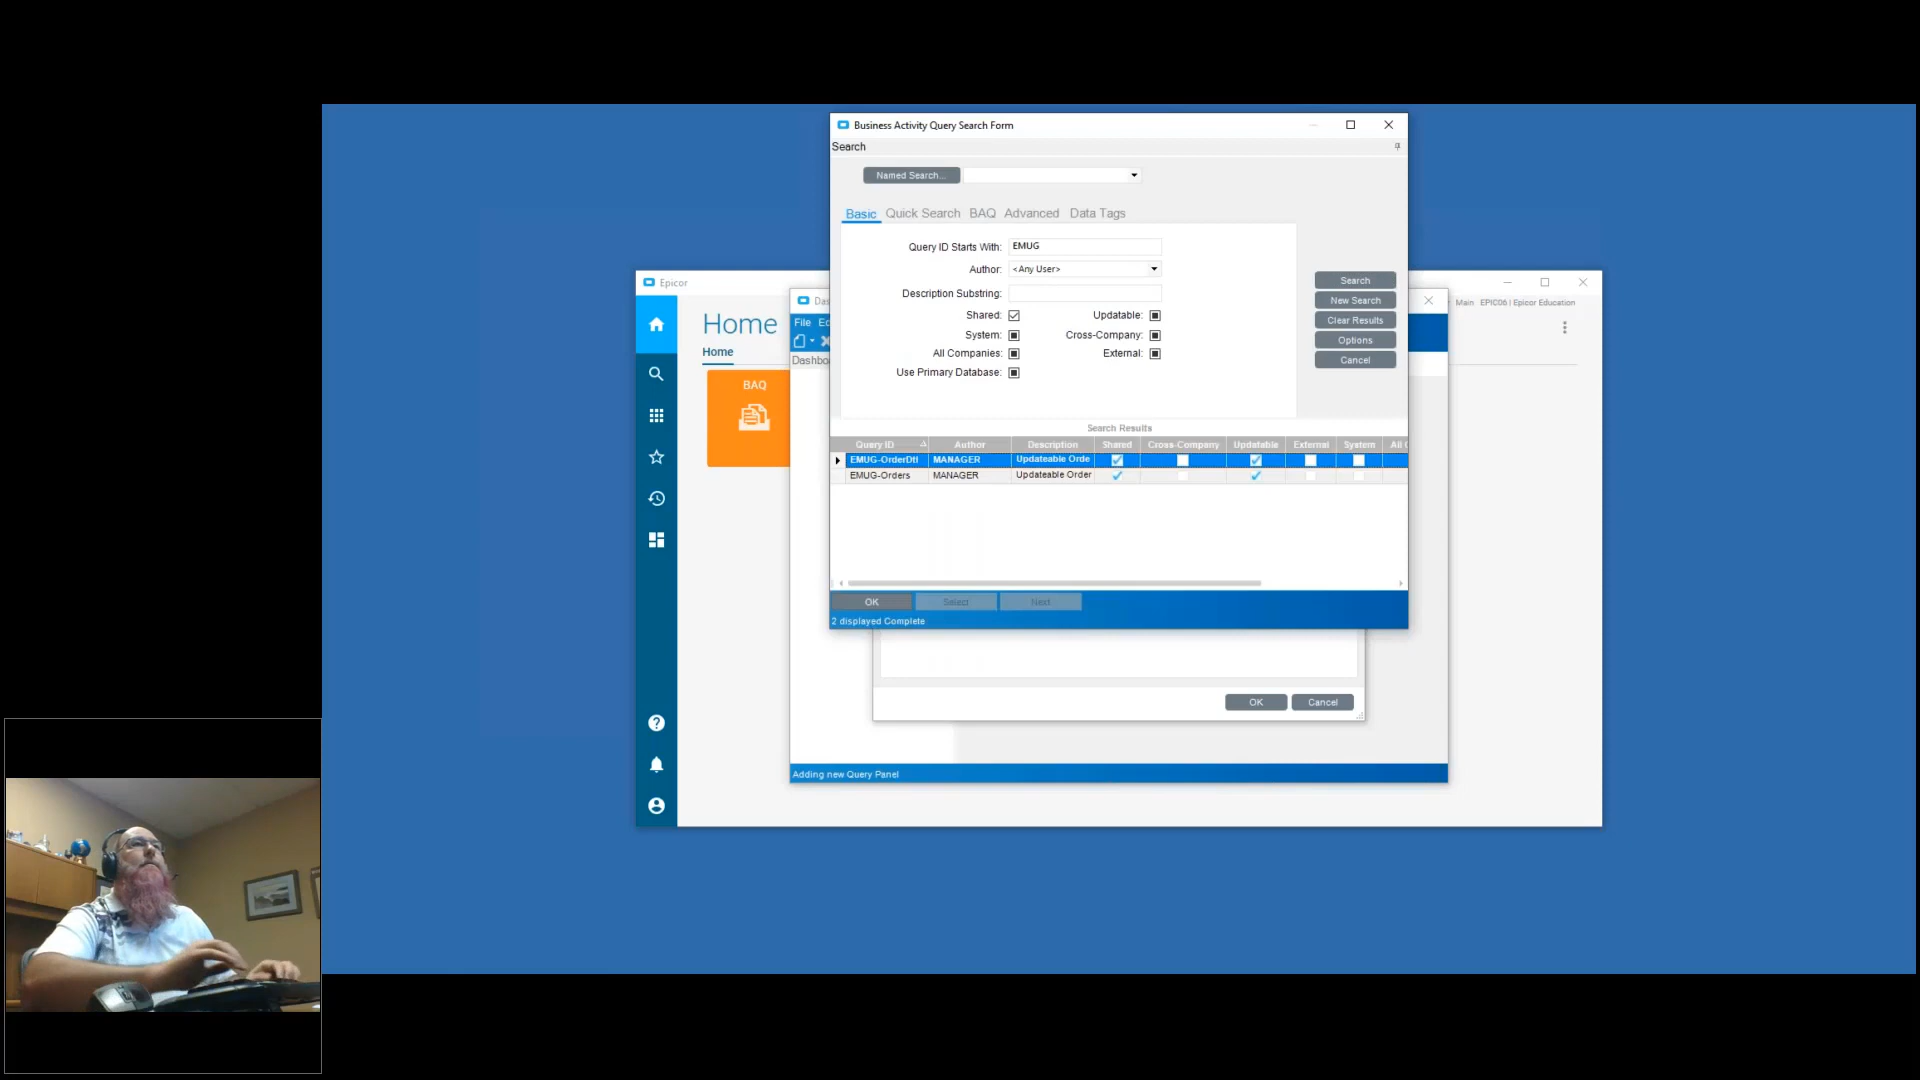 Business Activity Query Search Form
Search
Named Search...
Basic Quick Search BAQ Advanced Data Tags
Query ID Starts With: EMUG
Author: <Any User>
Description Substring:
Shared: Updatable:
System: Cross-Company:
All Companies: External:
Use Primary Database:
Search
New Search
Clear Results
Options
Cancel
Search Results
Query ID Author Description Shared Cross-Company Updatable External System All C
EMUG-OrderDtl MANAGER Updateable Orde
EMUG-Orders MANAGER Updateable Order
OK Select Next
2 displayed Complete
Epicor
Main EPIC06 | Epicor Education
Home
Home
BAQ
Das
File Ed
Dashbo
OK Cancel
Adding new Query Panel